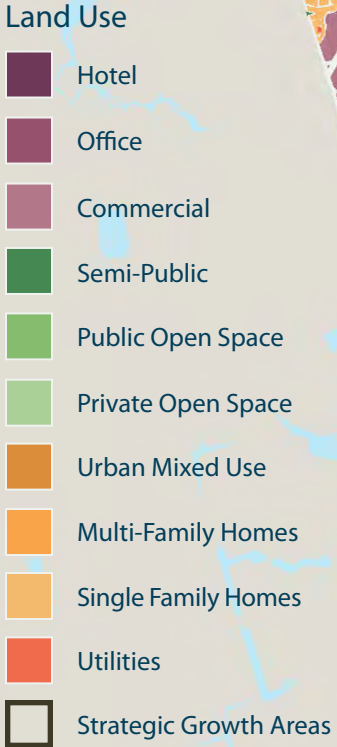 Land Use
Hotel
Office
Commercial
Semi-Public
Public Open Space
Private Open Space
Urban Mixed Use
Multi-Family Homes
Single Family Homes
Utilities
Strategic Growth Areas